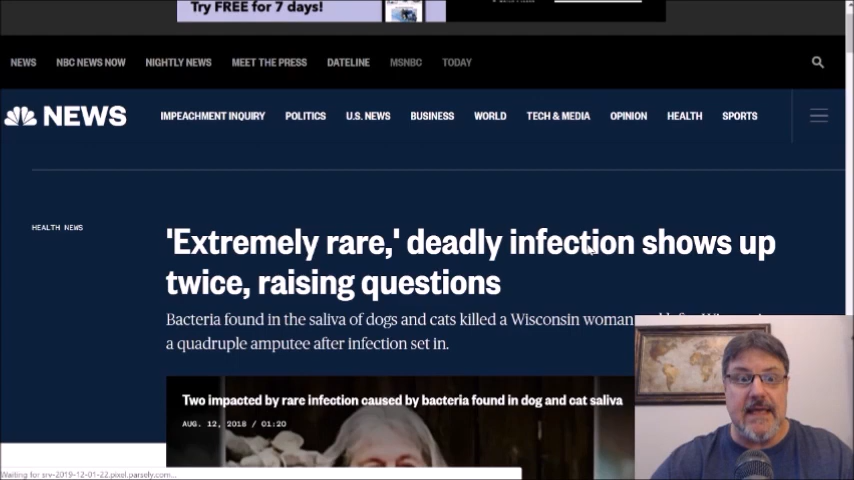 Try FREE for 7 days!
NEWS NBC NEWS NOW NIGHTLY NEWS MEET THE PRESS DATELINE MSNBC TODAY
NEWS IMPEACHMENT INQUIRY POLITICS U.S. NEWS BUSINESS WORLD TECH & MEDIA OPINION HEALTH SPORTS
HEALTH NEWS
'Extremely rare,' deadly infection shows up
twice, raising questions
Bacteria found in the saliva of dogs and cats killed a Wisconsin woman
a quadruple amputee after infection set in.
Two impacted by rare infection caused by bacteria found in dog and cat saliva
AUG. 12, 2018 / 01:20
Waiting for srv-2019-12-01-22.pixel.parsely.com...